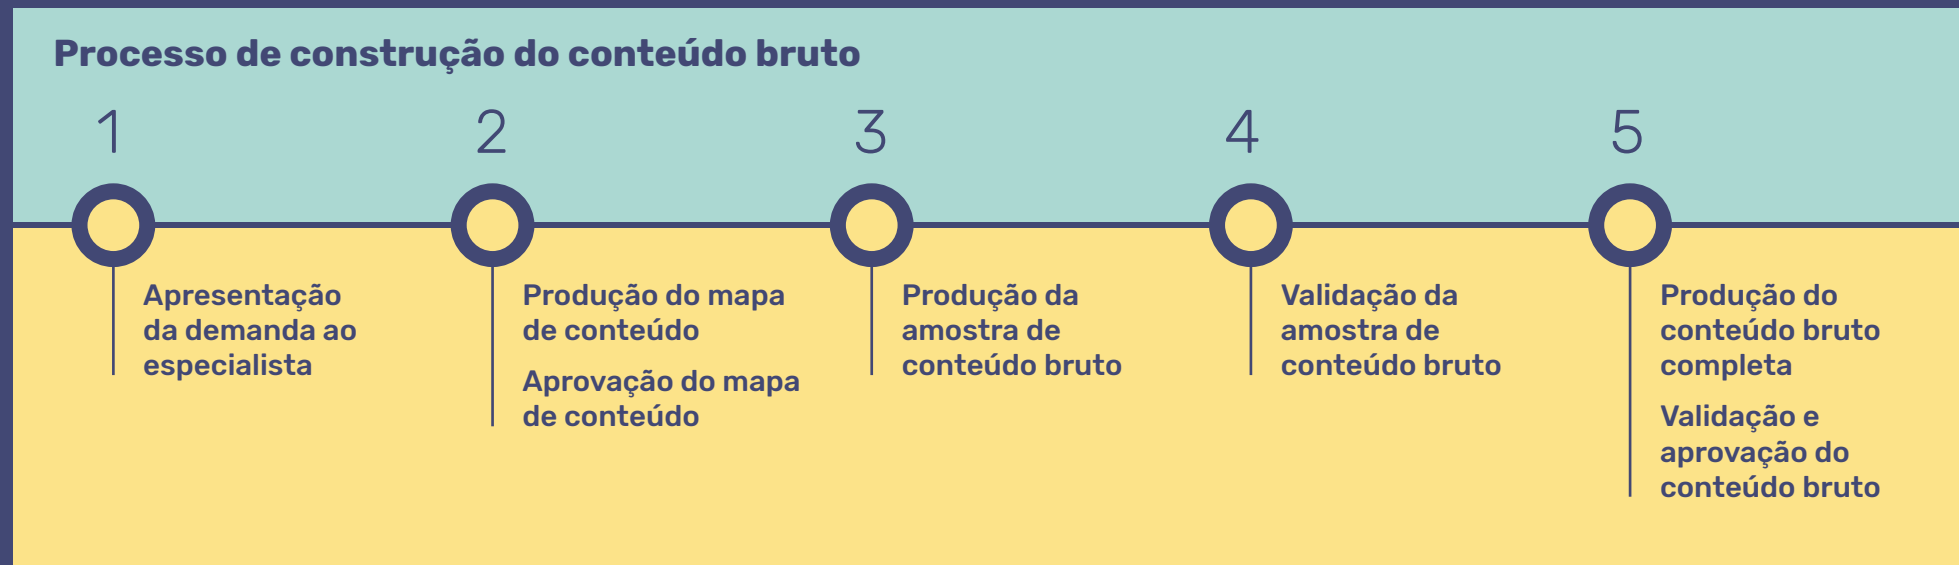 Processo de construção do conteúdo bruto
1
Apresentação
da demanda ao
especialista
2
Produção do mapa
de conteúdo
Aprovação do mapa
de conteúdo
3
Produção da
amostra de
conteúdo bruto
4
Validação da
amostra de
conteúdo bruto
5
Produção do
conteúdo bruto
completa
Validação e
aprovação do
conteúdo bruto